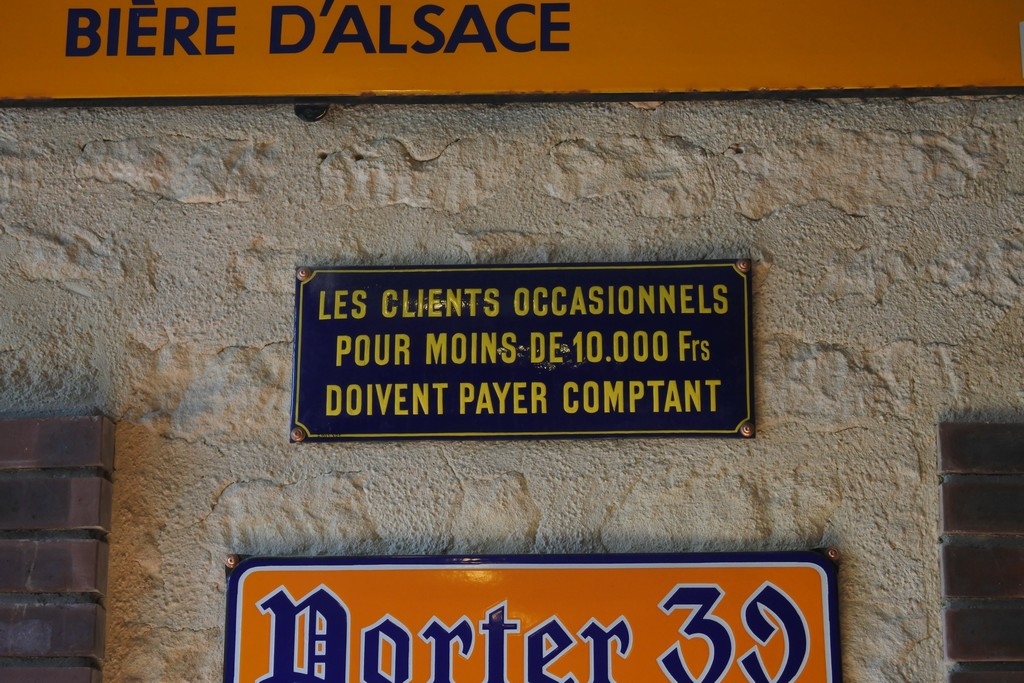 BIÈRE D'ALSACE
LES CLIENTS OCCASIONNELS
POUR MOINS DE 10.000 Frs
DOIVENT PAYER COMPTANT
Porter 39